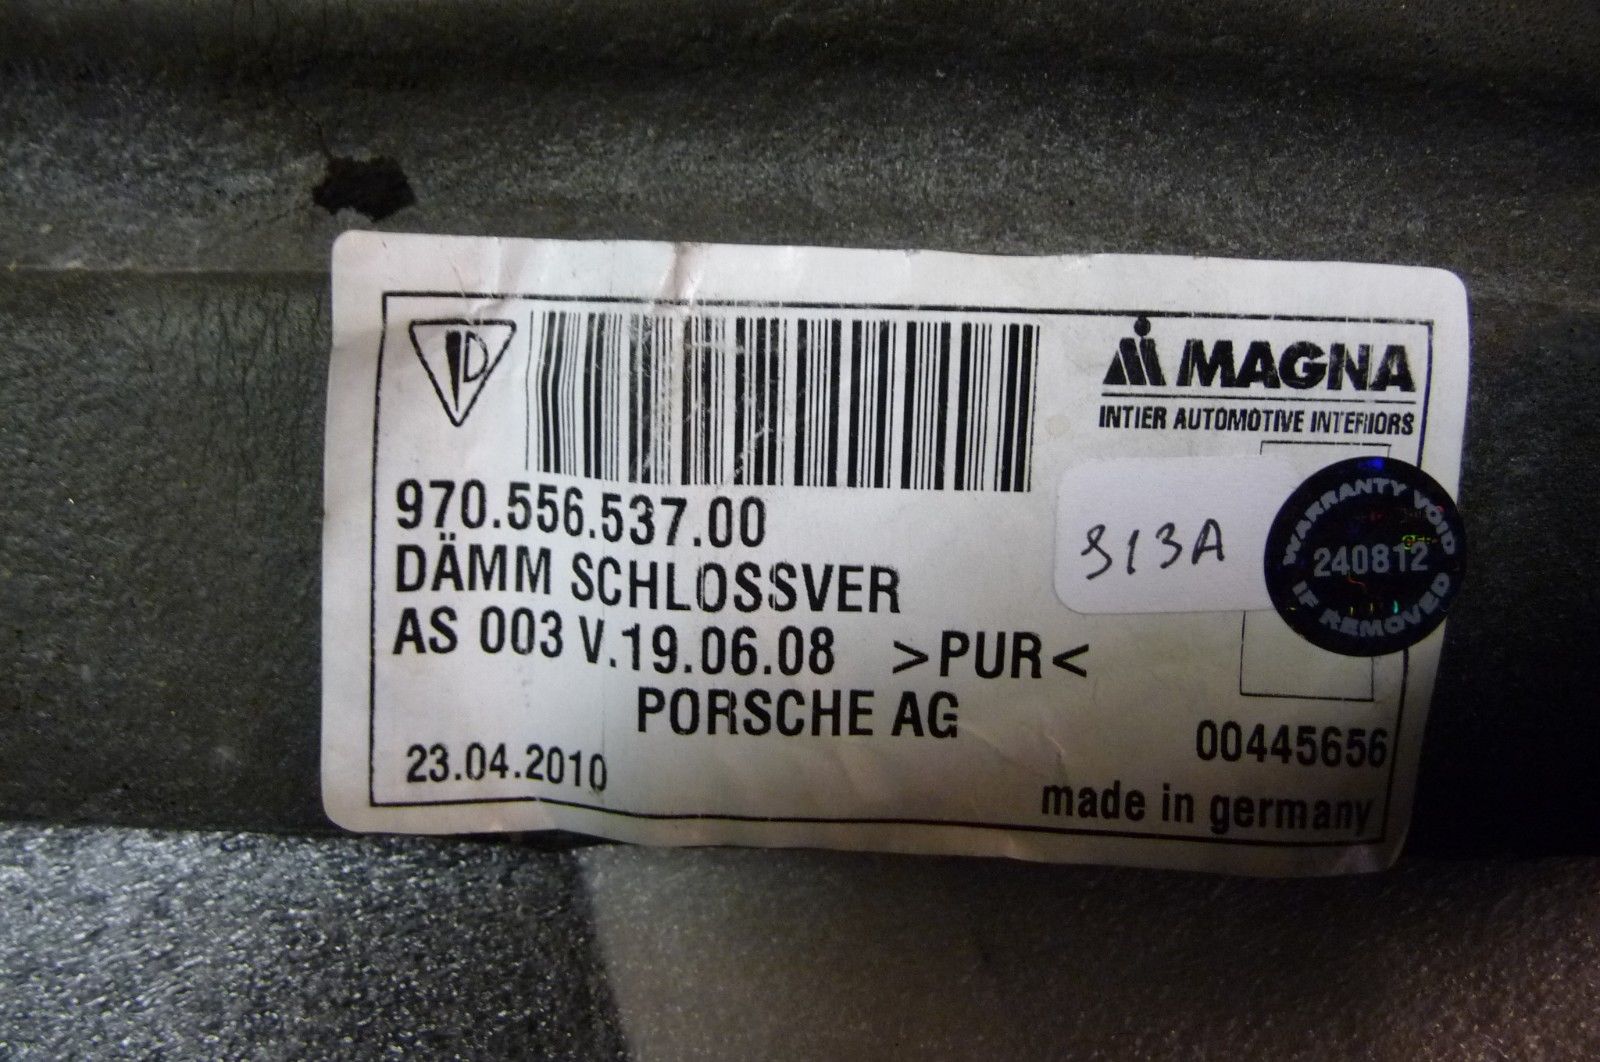 D
MAGNA
INTIER AUTOMOTIVE INTERIORS
970.556.537.00
DÄMM SCHLOSSVER
AS 003 V.19.06.08 >PUR<
PORSCHE AG
23.04.2010
00445656
made in germany
313A
WARRANTY VOID
240812
IF REMOVED